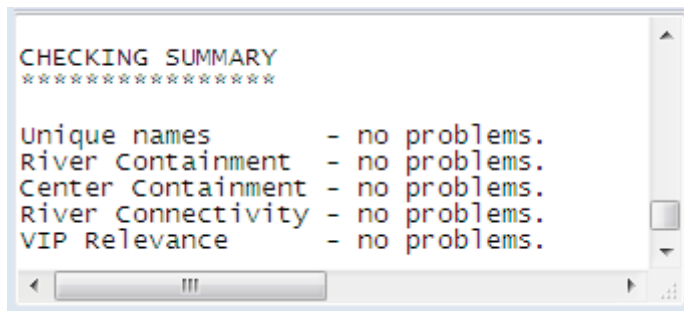 CHECKING SUMMARY
****************
Unique names - no problems.
River Containment - no problems.
Center Containment - no problems.
River Connectivity - no problems.
VIP Relevance - no problems.